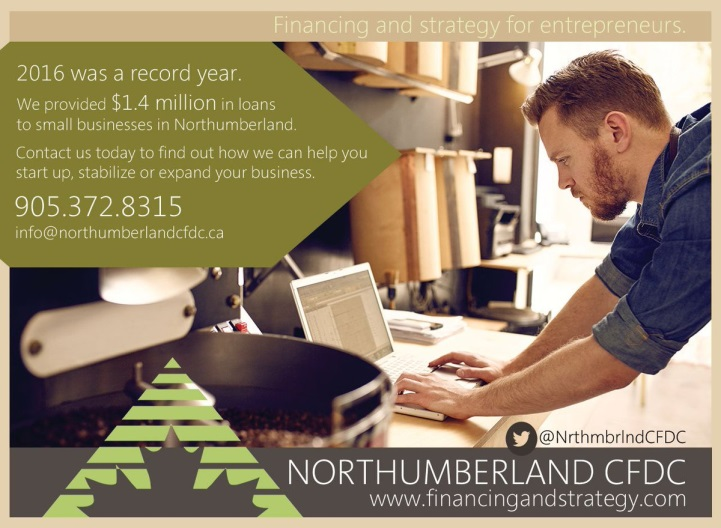 Financing and strategy for entrepreneurs.
2016 was a record year.
We provided $1.4 million in loans
to small businesses in Northumberland.
Contact us today to find out how we can help you
start up, stabilize or expand your business.
905.372.8315
info@northumberlandcfdc.ca
@NrthmbrlndCFDC
NORTHUMBERLAND CFDC
www.financingandstrategy.com